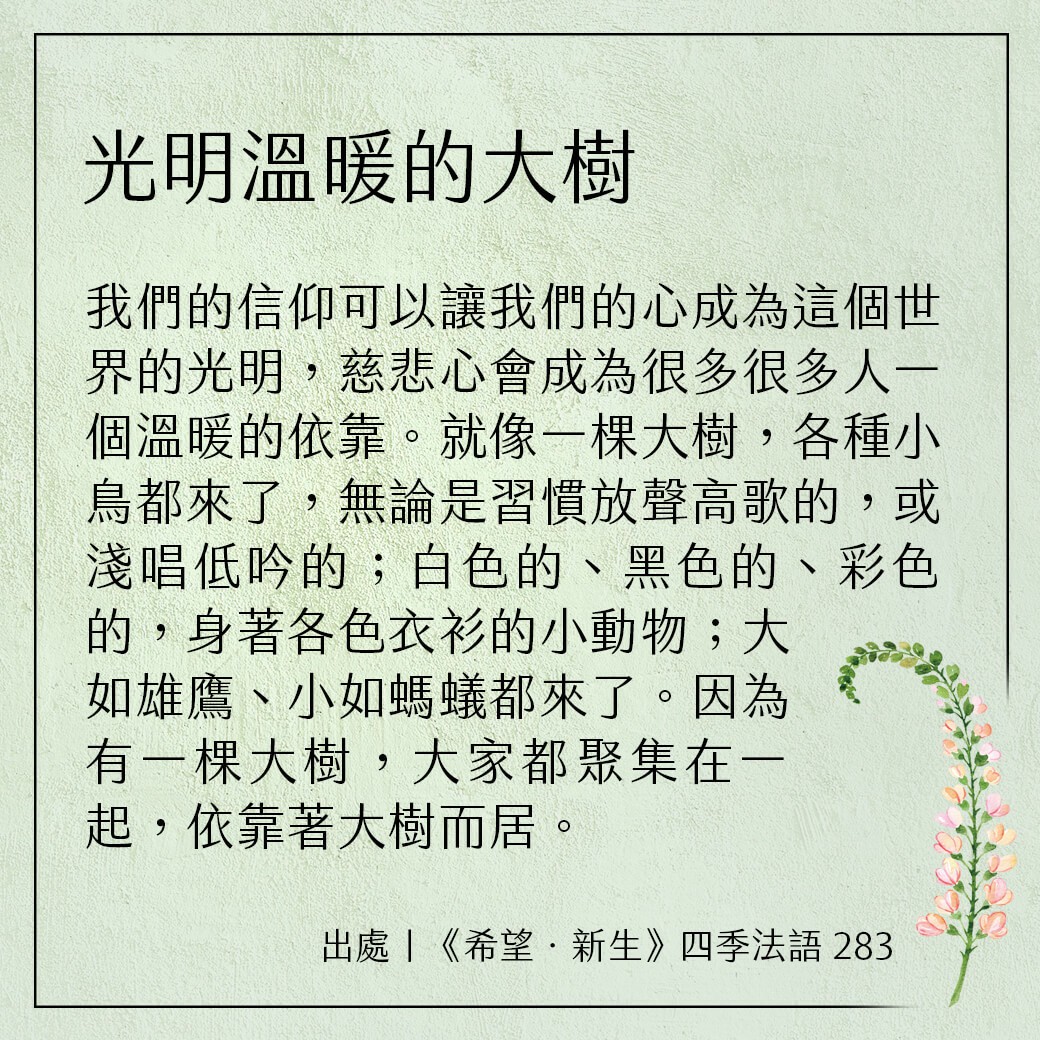 光明溫暖的大樹
我們的信仰可以讓我們的心成為這個世
界的光明，慈悲心會成為很多很多人一
個溫暖的依靠。就像一棵大樹，各種小
鳥都來了，無論是習慣放聲高歌的，或
淺唱低吟的；白色的、黑色的、彩色
的，身著各色衣衫的小動物；大
如雄鷹、小如螞蟻都來了。因為
有一棵大樹，大家都聚集在一
起，依靠著大樹而居。
出處｜《希望．新生》四季法語 283